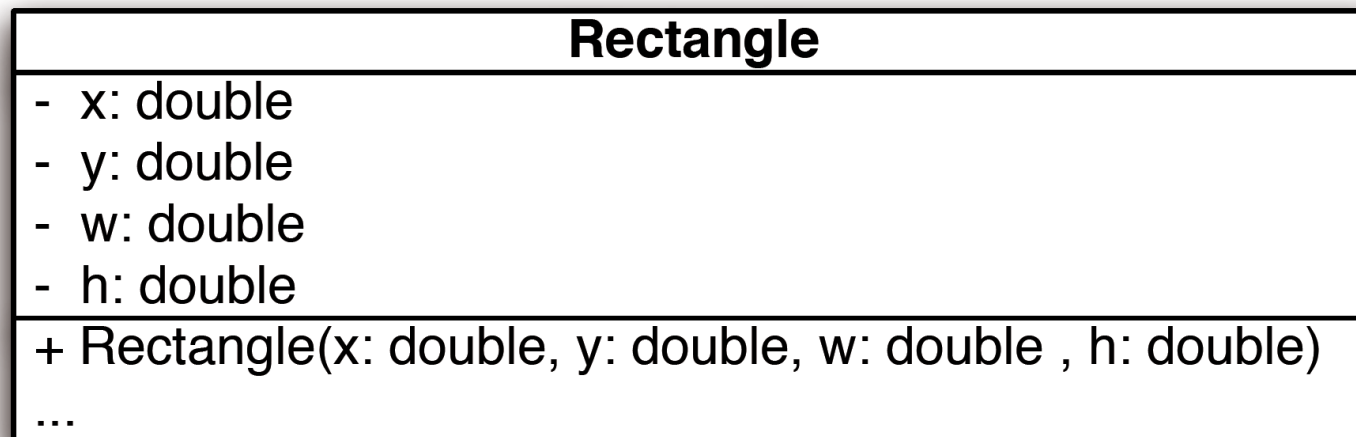 Rectangle
- x: double
- y: double
- w: double
- h: double
+ Rectangle(x: double, y: double, w: double , h: double)
...